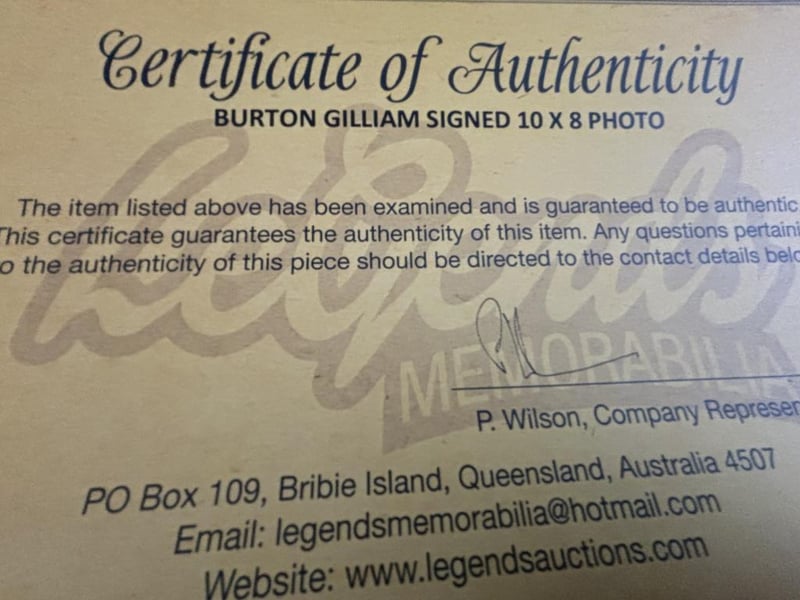 Certificate of Authenticity
BURTON GILLIAM SIGNED 10 X 8 PHOTO
Legends
MEMORABILIA
The item listed above has been examined and is guaranteed to be authentic
This certificate guarantees the authenticity of this item. Any questions pertaini
o the authenticity of this piece should be directed to the contact details belo
P. Wilson, Company Represen
PO Box 109, Bribie Island, Queensland, Australia 4507
Email: legendsmemorabilia@hotmail.com
Website: www.legendsauctions.com